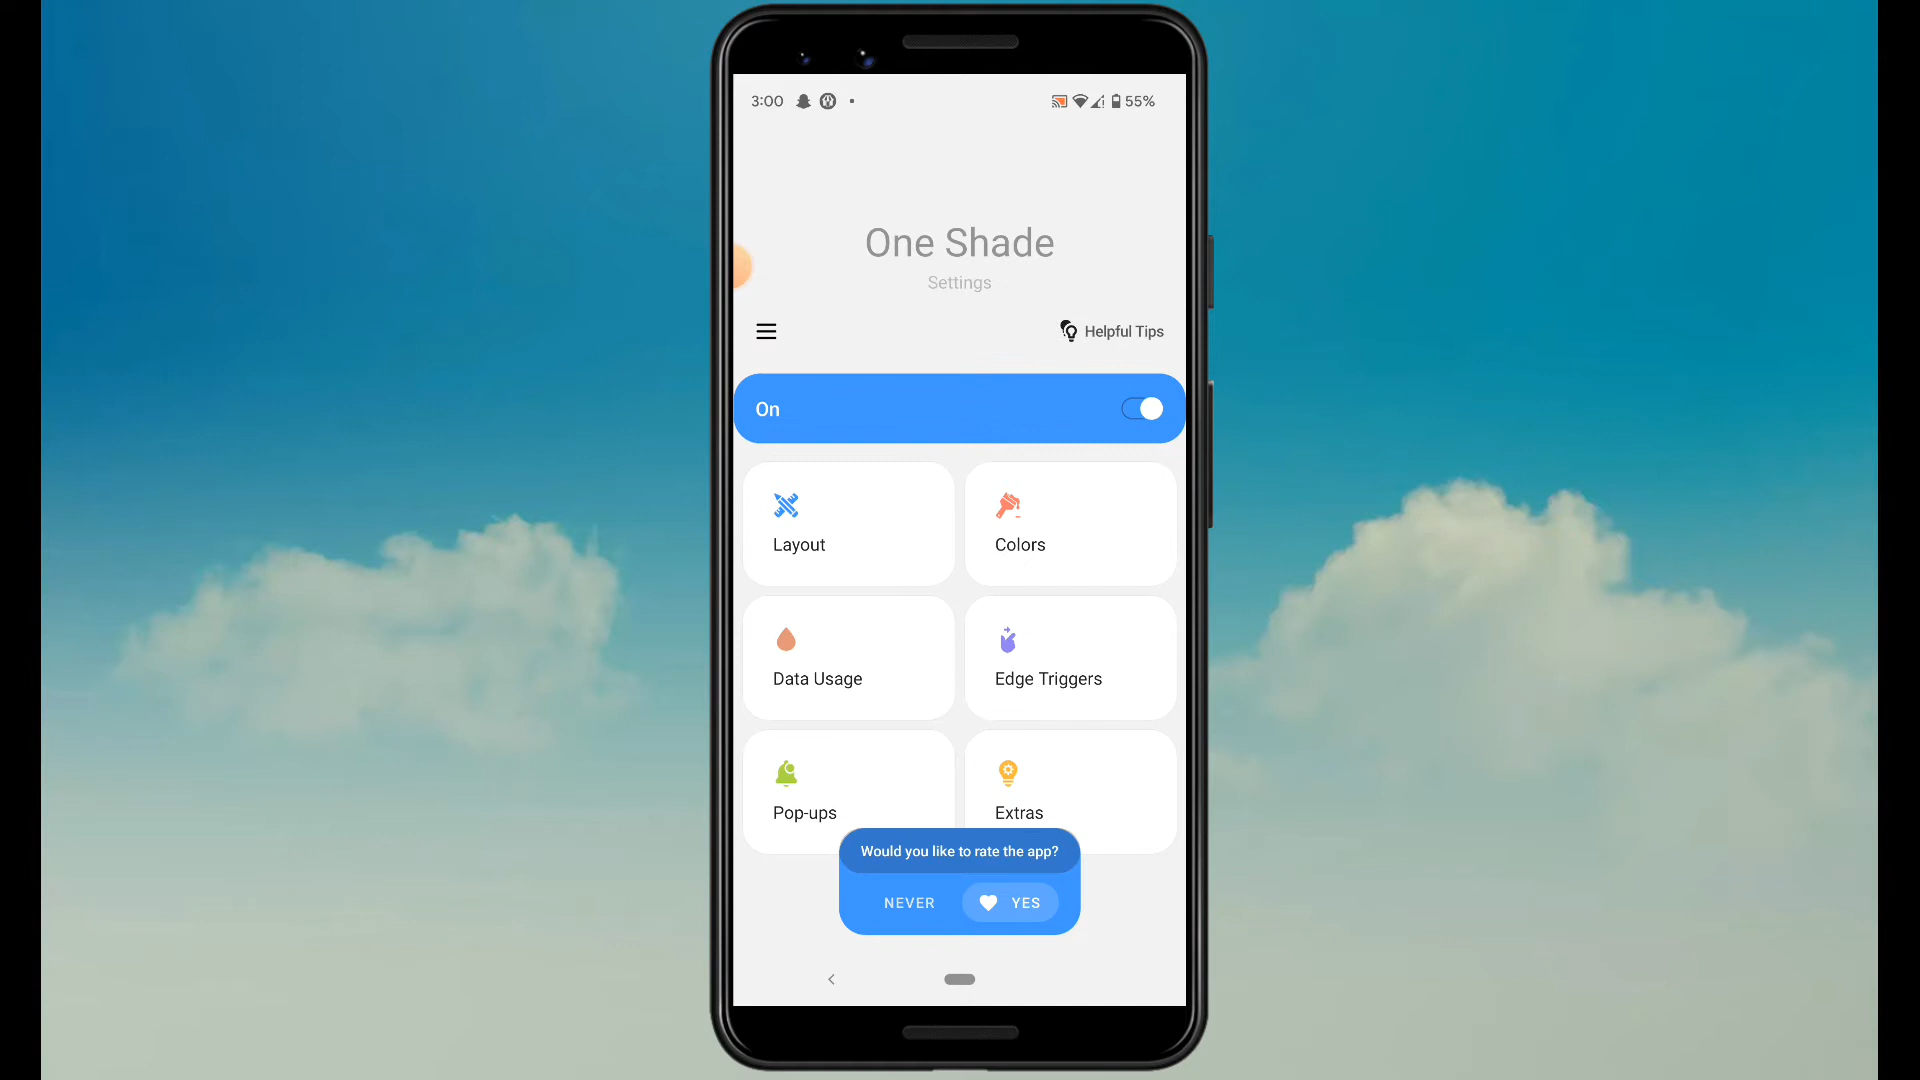 3:00 55%
One Shade
Settings
Helpful Tips
On
Layout Colors
Data Usage Edge Triggers
Pop-ups Extras
Would you like to rate the app?
NEVER YES